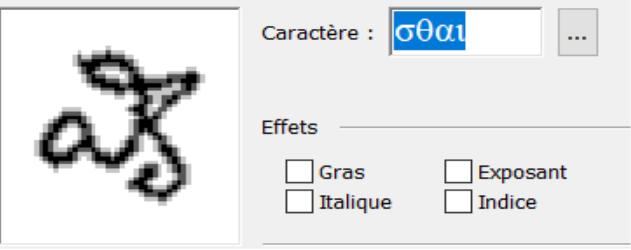 Caractère : σθαι ...
Effets
Gras Exposant
Italique Indice